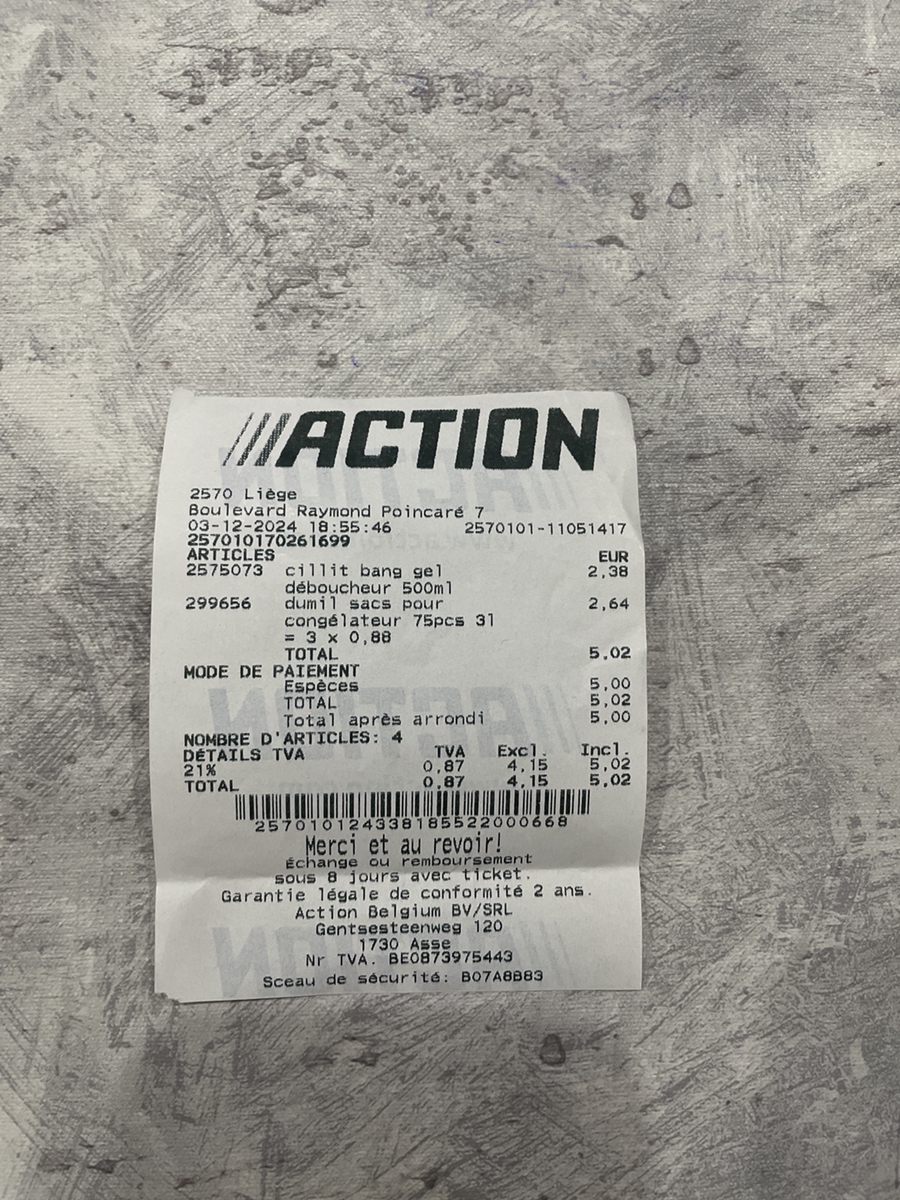 ///ACTION
2570 Liège
Boulevard Raymond Poincaré 7
03-12-2024 18:55:46 2570101-11051417
257010170261699
ARTICLES EUR
2575073 cillit bang gel 2,38
déboucheur 500ml
299656 dumil sacs pour 2,64
congélateur 75pcs 3l
= 3 x 0,88
TOTAL 5,02
MODE DE PAIEMENT
Espèces 5,00
TOTAL 5,02
Total après arrondi 5,00
NOMBRE D'ARTICLES: 4
DÉTAILS TVA TVA Excl. Incl.
21% 0,87 4,15 5,02
TOTAL 0,87 4,15 5,02
257010124338185522000668
Merci et au revoir!
Échange ou remboursement
sous 8 jours avec ticket.
Garantie légale de conformité 2 ans.
Action Belgium BV/SRL
Gentsesteenweg 120
1730 Asse
Nr TVA. BE0873975443
Sceau de sécurité: B07A8B83